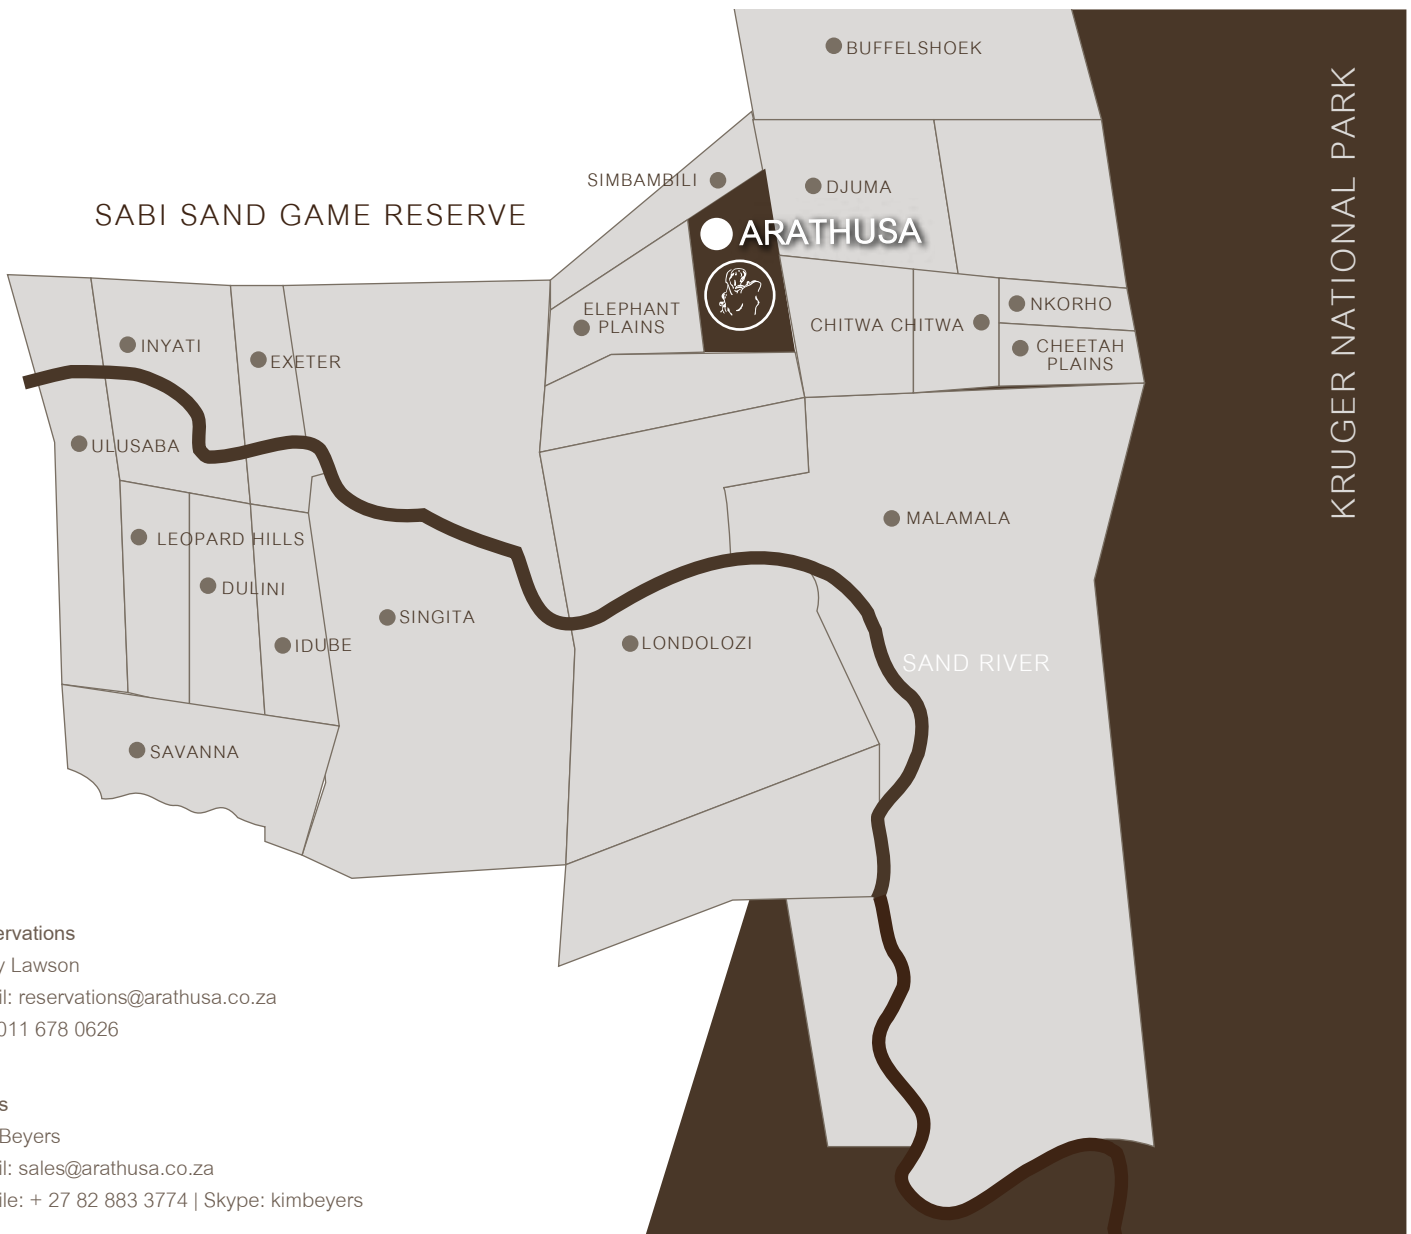 BUFFELSHOEK
KRUGER NATIONAL PARK
SIMBAMBILI
DJUMA
SABI SAND GAME RESERVE
ARATHUSA
ELEPHANT
PLAINS
CHITWA CHITWA
NKORHO
CHEETAH
PLAINS
INYATI
EXETER
ULUSABA
MALAMALA
LEOPARD HILLS
DULINI
SINGITA
IDUBE
LONDOLOZI
SAND RIVER
SAVANNA
ervations
y Lawson
il: reservations@arathusa.co.za
011 678 0626
s
Beyers
il: sales@arathusa.co.za
ile: + 27 82 883 3774 | Skype: kimbeyers